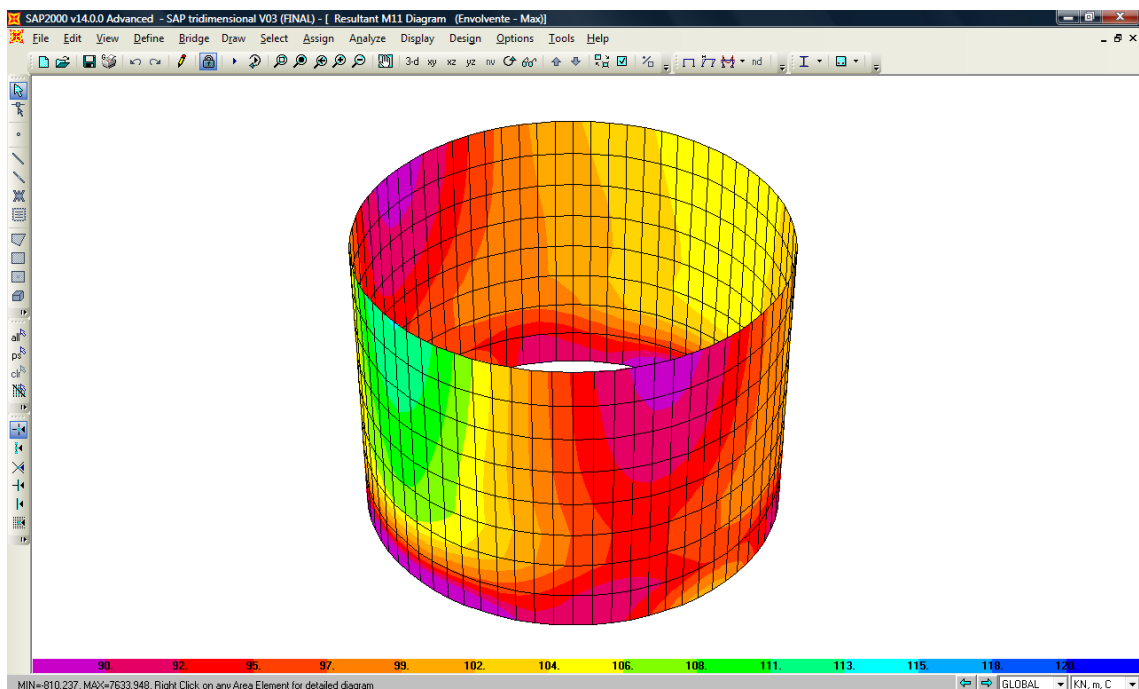 SAP2000 v14.0.0 Advanced - SAP tridimensional V03 (FINAL) - [ Resultant M11 Diagram (Envolvente - Max)]
File Edit View Define Bridge Draw Select Assign Analyze Display Design Options Tools Help
3-d xy xz yz nv nd
all
ps
clr
90. 92. 95. 97. 99. 102. 104. 106. 108. 111. 113. 115. 118. 120.
MIN=-810.237, MAX=7633.948, Right Click on any Area Element for detailed diagram GLOBAL KN, m, C